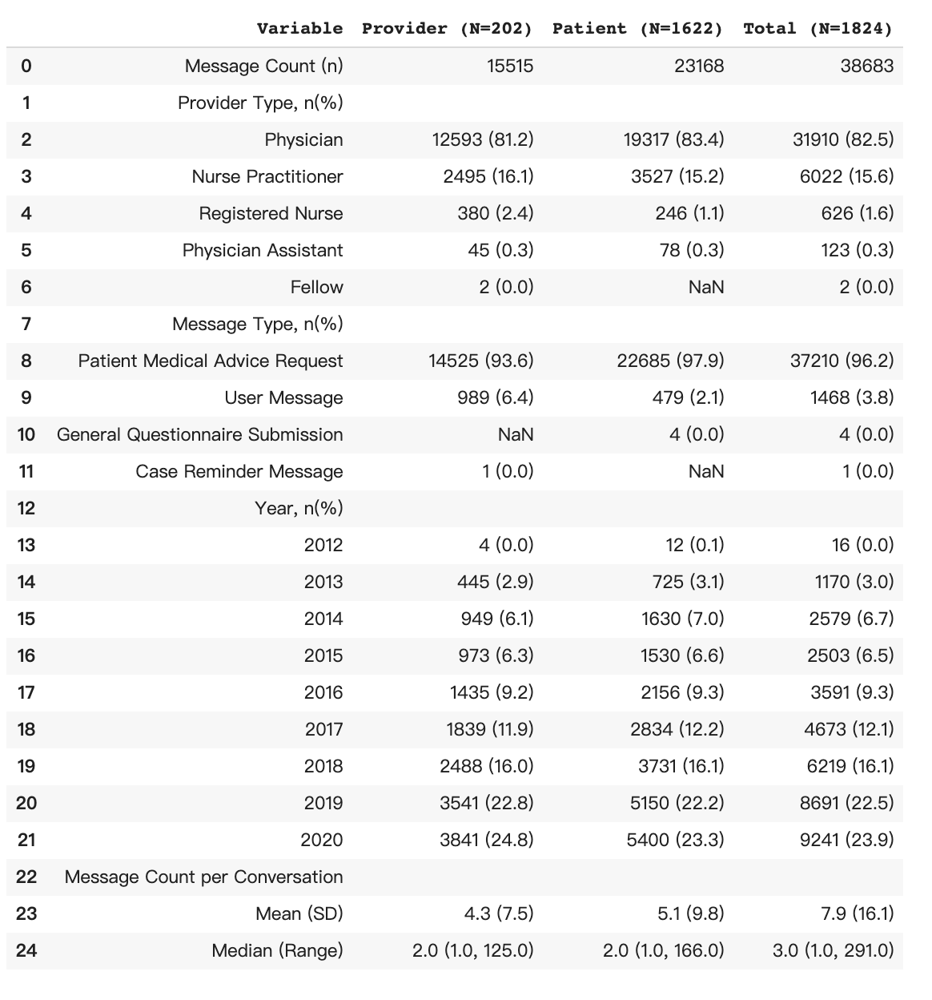 Variable Provider (N=202) Patient (N=1622) Total (N=1824)
0 Message Count (n) 15515 23168 38683
1 Provider Type, n(%)
2 Physician 12593 (81.2) 19317 (83.4) 31910 (82.5)
3 Nurse Practitioner 2495 (16.1) 3527 (15.2) 6022 (15.6)
4 Registered Nurse 380 (2.4) 246 (1.1) 626 (1.6)
5 Physician Assistant 45 (0.3) 78 (0.3) 123 (0.3)
6 Fellow 2 (0.0) NaN 2 (0.0)
7 Message Type, n(%)
8 Patient Medical Advice Request 14525 (93.6) 22685 (97.9) 37210 (96.2)
9 User Message 989 (6.4) 479 (2.1) 1468 (3.8)
10 General Questionnaire Submission NaN 4 (0.0) 4 (0.0)
11 Case Reminder Message 1 (0.0) NaN 1 (0.0)
12 Year, n(%)
13 2012 4 (0.0) 12 (0.1) 16 (0.0)
14 2013 445 (2.9) 725 (3.1) 1170 (3.0)
15 2014 949 (6.1) 1630 (7.0) 2579 (6.7)
16 2015 973 (6.3) 1530 (6.6) 2503 (6.5)
17 2016 1435 (9.2) 2156 (9.3) 3591 (9.3)
18 2017 1839 (11.9) 2834 (12.2) 4673 (12.1)
19 2018 2488 (16.0) 3731 (16.1) 6219 (16.1)
20 2019 3541 (22.8) 5150 (22.2) 8691 (22.5)
21 2020 3841 (24.8) 5400 (23.3) 9241 (23.9)
22 Message Count per Conversation
23 Mean (SD) 4.3 (7.5) 5.1 (9.8) 7.9 (16.1)
24 Median (Range) 2.0 (1.0, 125.0) 2.0 (1.0, 166.0) 3.0 (1.0, 291.0)